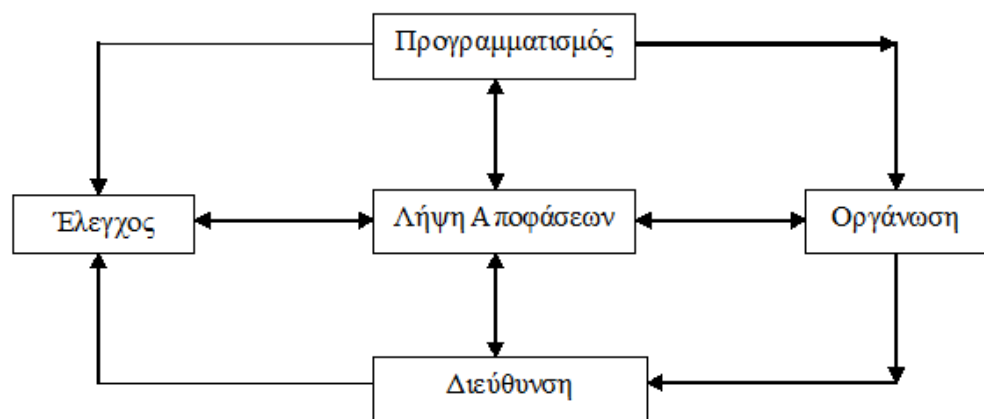 Προγραμματισμός
Έλεγχος
Λήψη Αποφάσεων
Οργάνωση
Διεύθυνση